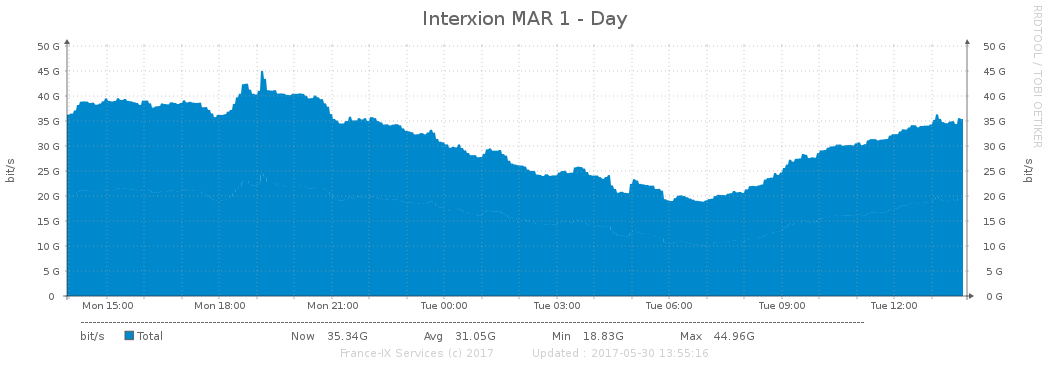 Interxion MAR 1 - Day
RRDTOOL / TOBI OETIKER
50 G 50 G
45 G 45 G
40 G 40 G
35 G 35 G
30 G 30 G
25 G 25 G
20 G 20 G
15 G 15 G
10 G 10 G
5 G 5 G
0 0 G
bit/s bit/s
Mon 15:00 Mon 18:00 Mon 21:00 Tue 00:00 Tue 03:00 Tue 06:00 Tue 09:00 Tue 12:00
bit/s Total Now 35.34G Avg 31.05G Min 18.83G Max 44.96G
France-IX Services (c) 2017 Updated : 2017-05-30 13:55:16